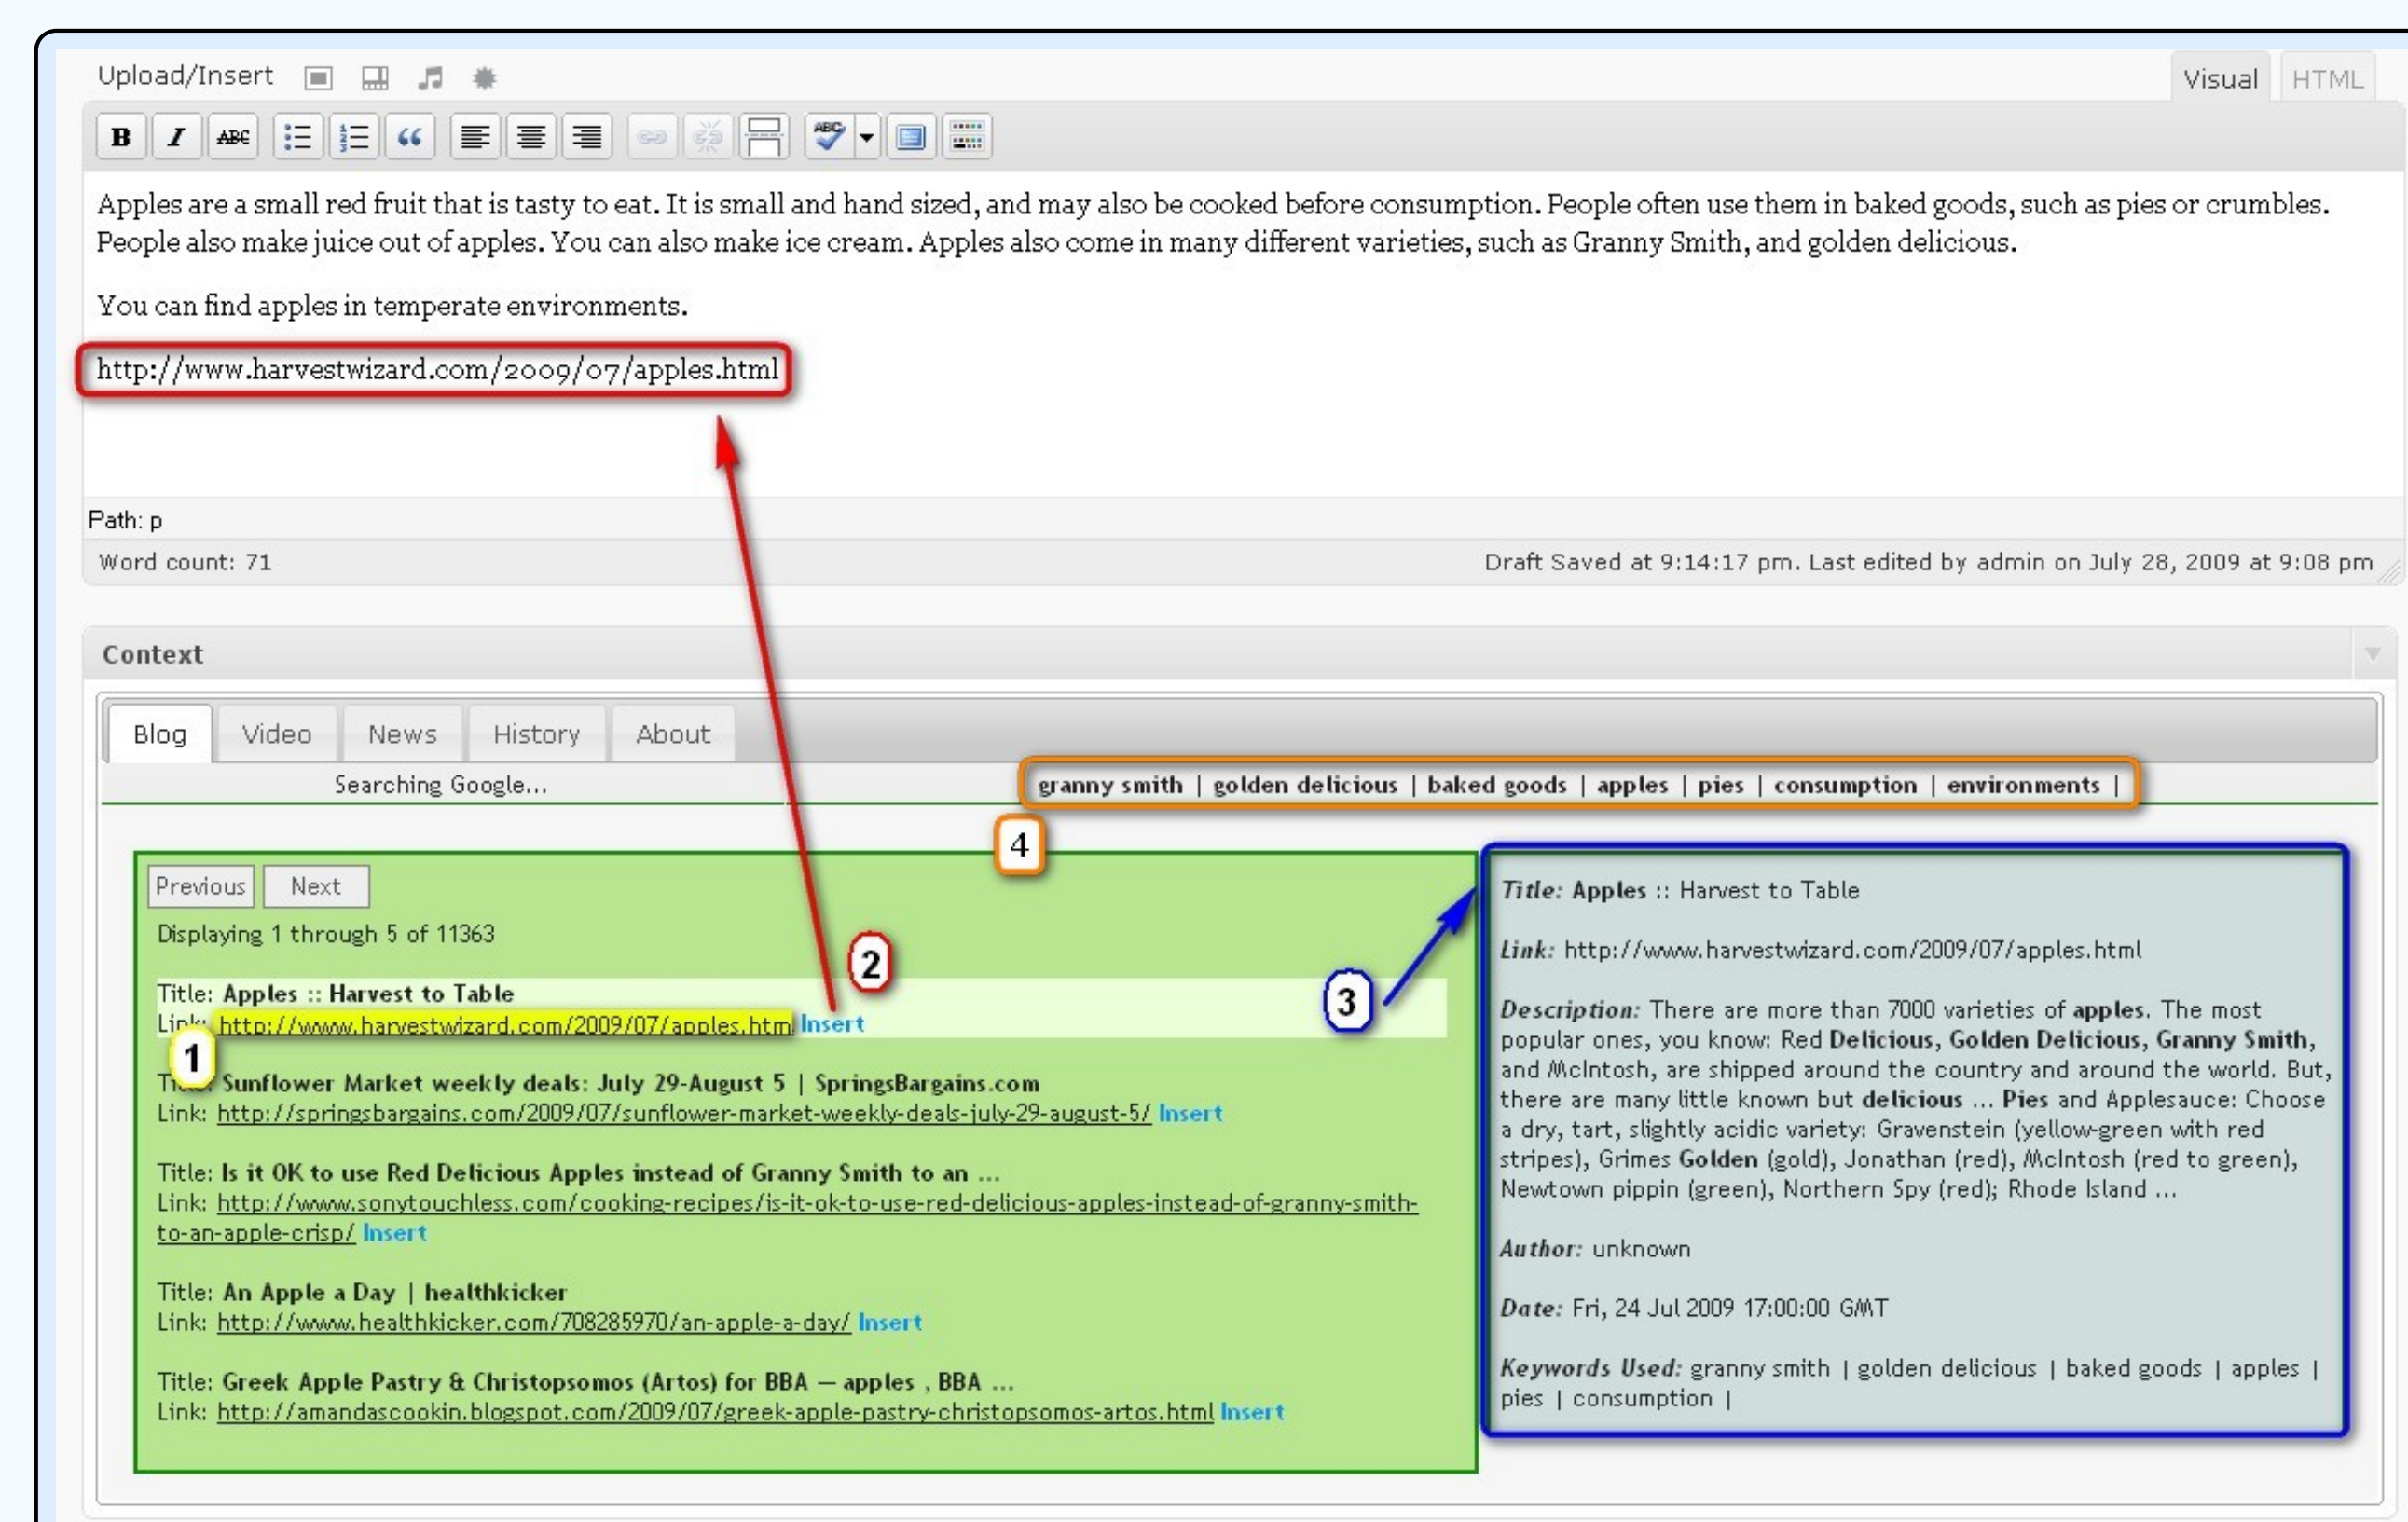 Upload/Insert
Visual HTML
B I ABC ABC
Apples are a small red fruit that is tasty to eat. It is small and hand sized, and may also be cooked before consumption. People often use them in baked goods, such as pies or crumbles.
People also make juice out of apples. You can also make ice cream. Apples also come in many different varieties, such as Granny Smith, and golden delicious.
You can find apples in temperate environments.
http://www.harvestwizard.com/2009/07/apples.html
Path: p
Word count: 71
Draft Saved at 9:14:17 pm. Last edited by admin on July 28, 2009 at 9:08 pm
Context
Blog Video News History About
Searching Google...
granny smith | golden delicious | baked goods | apples | pies | consumption | environments |
4
Previous Next
Displaying 1 through 5 of 11363
2
Title: Apples :: Harvest to Table
Link: http://www.harvestwizard.com/2009/07/apples.htm Insert
1
Title: Sunflower Market weekly deals: July 29-August 5 | SpringsBargains.com
Link: http://springsbargains.com/2009/07/sunflower-market-weekly-deals-july-29-august-5/ Insert
Title: Is it OK to use Red Delicious Apples instead of Granny Smith to an ...
Link: http://www.sonytouchless.com/cooking-recipes/is-it-ok-to-use-red-delicious-apples-instead-of-granny-smith-
to-an-apple-crisp/ Insert
Title: An Apple a Day | healthkicker
Link: http://www.healthkicker.com/708285970/an-apple-a-day/ Insert
Title: Greek Apple Pastry & Christopsomos (Artos) for BBA — apples , BBA ...
Link: http://amandascookin.blogspot.com/2009/07/greek-apple-pastry-christopsomos-artos.html Insert
3
Title: Apples :: Harvest to Table
Link: http://www.harvestwizard.com/2009/07/apples.html
Description: There are more than 7000 varieties of apples. The most
popular ones, you know: Red Delicious, Golden Delicious, Granny Smith,
and McIntosh, are shipped around the country and around the world. But,
there are many little known but delicious ... Pies and Applesauce: Choose
a dry, tart, slightly acidic variety: Gravenstein (yellow-green with red
stripes), Grimes Golden (gold), Jonathan (red), McIntosh (red to green),
Newtown pippin (green), Northern Spy (red); Rhode Island ...
Author: unknown
Date: Fri, 24 Jul 2009 17:00:00 GMT
Keywords Used: granny smith | golden delicious | baked goods | apples |
pies | consumption |